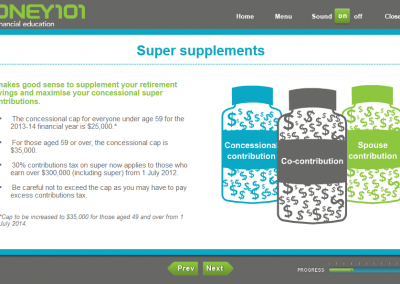 ONEY101
nancial education
Home Menu Sound on off Close
Super supplements
akes good sense to supplement your retirement
vings and maximise your concessional super
ntributions.
The concessional cap for everyone under age 59 for the
2013-14 financial year is $25,000.*
For those aged 59 or over, the concessional cap is
$35,000.
30% contributions tax on super now applies to those who
earn over $300,000 (including super) from 1 July 2012.
Be careful not to exceed the cap as you may have to pay
excess contributions tax.
*Cap to be increased to $35,000 for those aged 49 and over from 1
July 2014
Concessional
contribution
Co-contribution
Spouse
contribution
Prev Next
PROGRESS